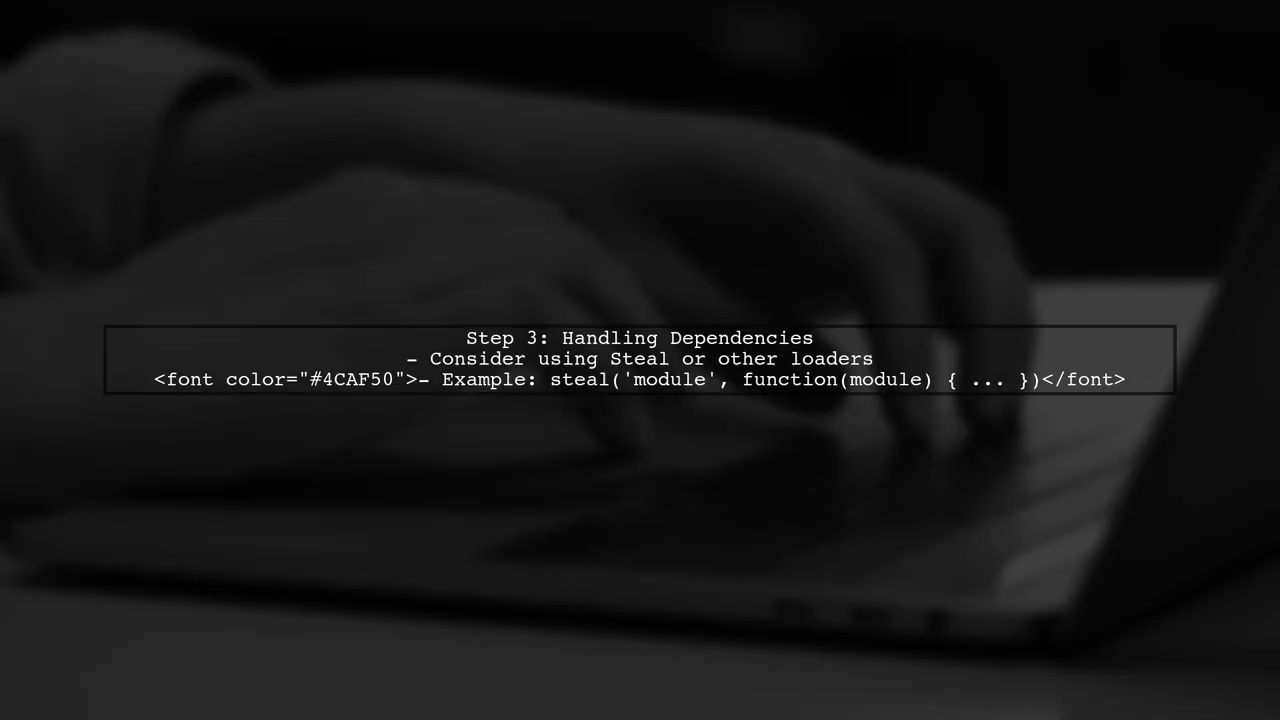 Step 3: Handling Dependencies
- Consider using Steal or other loaders
<font color="#4CAF50">- Example: steal('module', function(module) { ... })</font>